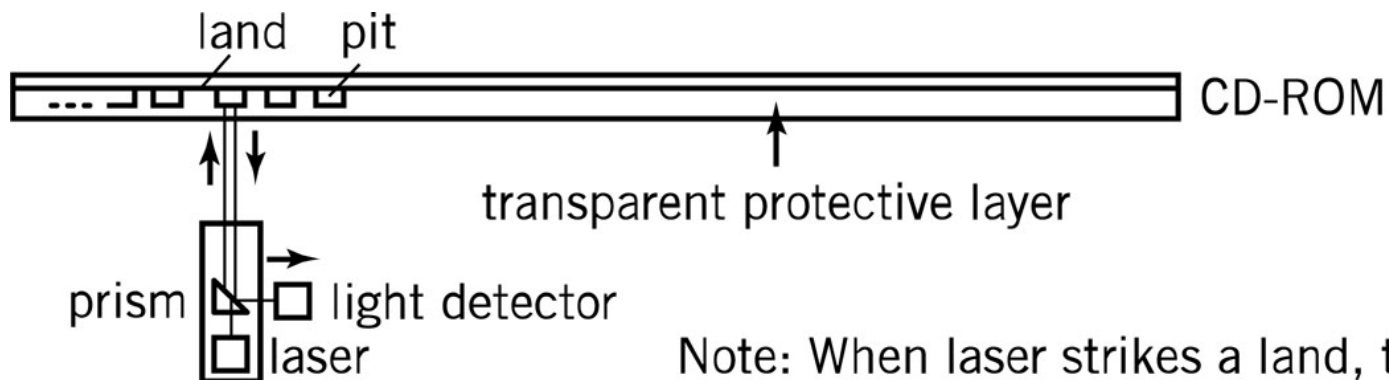 land pit
CD-ROM
transparent protective layer
prism
light detector
laser
Note: When laser strikes a land, t